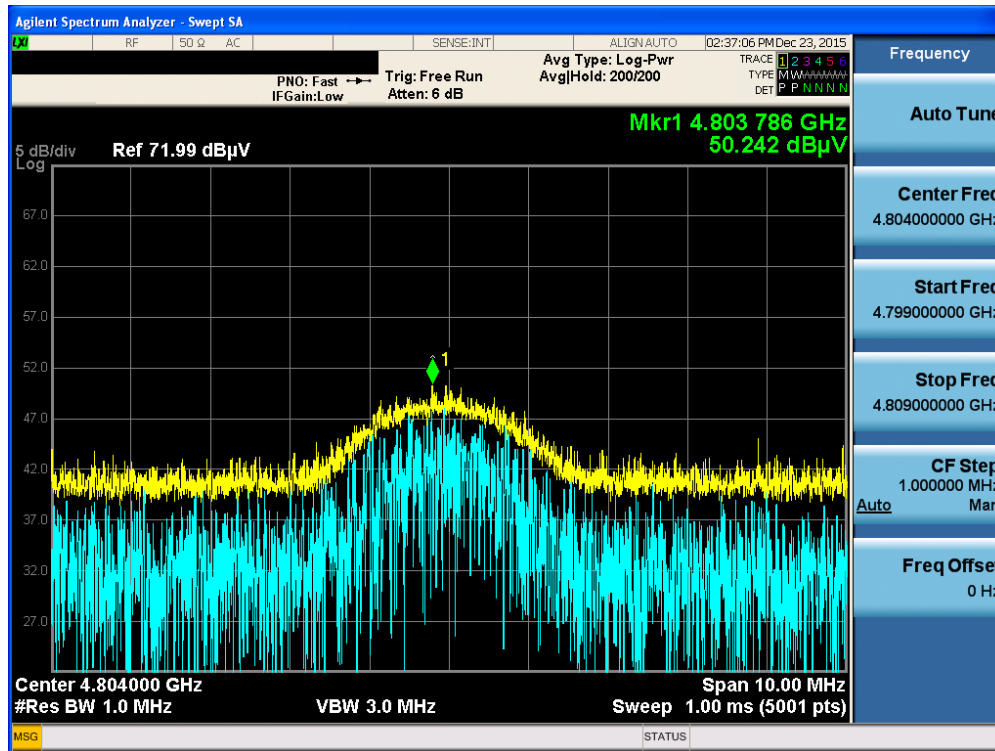 Agilent Spectrum Analyzer - Swept SA
LXI RF 50 Ω AC SENSE:INT ALIGN AUTO 02:37:06 PM Dec 23, 2015
Avg Type: Log-Pwr TRACE 1 2 3 4 5 6
PNO: Fast Trig: Free Run Avg|Hold: 200/200 TYPE M W
IFGain:Low Atten: 6 dB DET P P N N N N
Mkr1 4.803 786 GHz
50.242 dBµV
5 dB/div Ref 71.99 dBµV
Log
67.0
62.0
57.0
52.0
1
47.0
42.0
37.0
32.0
27.0
Center 4.804000 GHz Span 10.00 MHz
#Res BW 1.0 MHz VBW 3.0 MHz Sweep 1.00 ms (5001 pts)
MSG STATUS
Frequency
Auto Tune
Center Freq
4.804000000 GHz
Start Freq
4.799000000 GHz
Stop Freq
4.809000000 GHz
CF Step
1.000000 MHz
Auto Man
Freq Offset
0 Hz